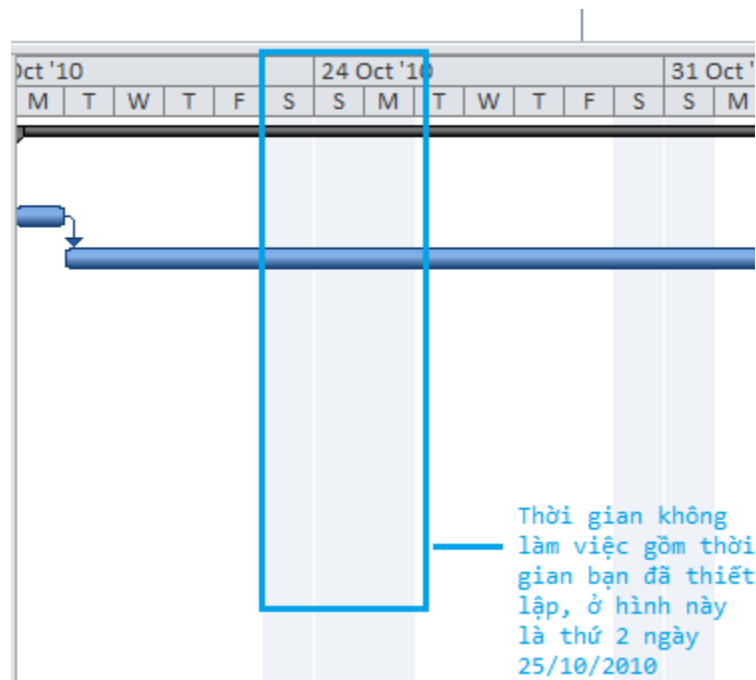 Oct '10 24 Oct '10 31 Oct '
M T W T F S S M T W T F S S M
Thời gian không
làm việc gồm thời
gian bạn đã thiết
lập, ở hình này
là thứ 2 ngày
25/10/2010